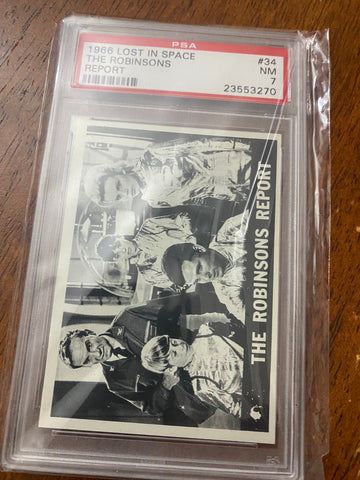 PSA
1966 LOST IN SPACE #34
THE ROBINSONS NM
REPORT 7
23553270
THE ROBINSONS REPORT